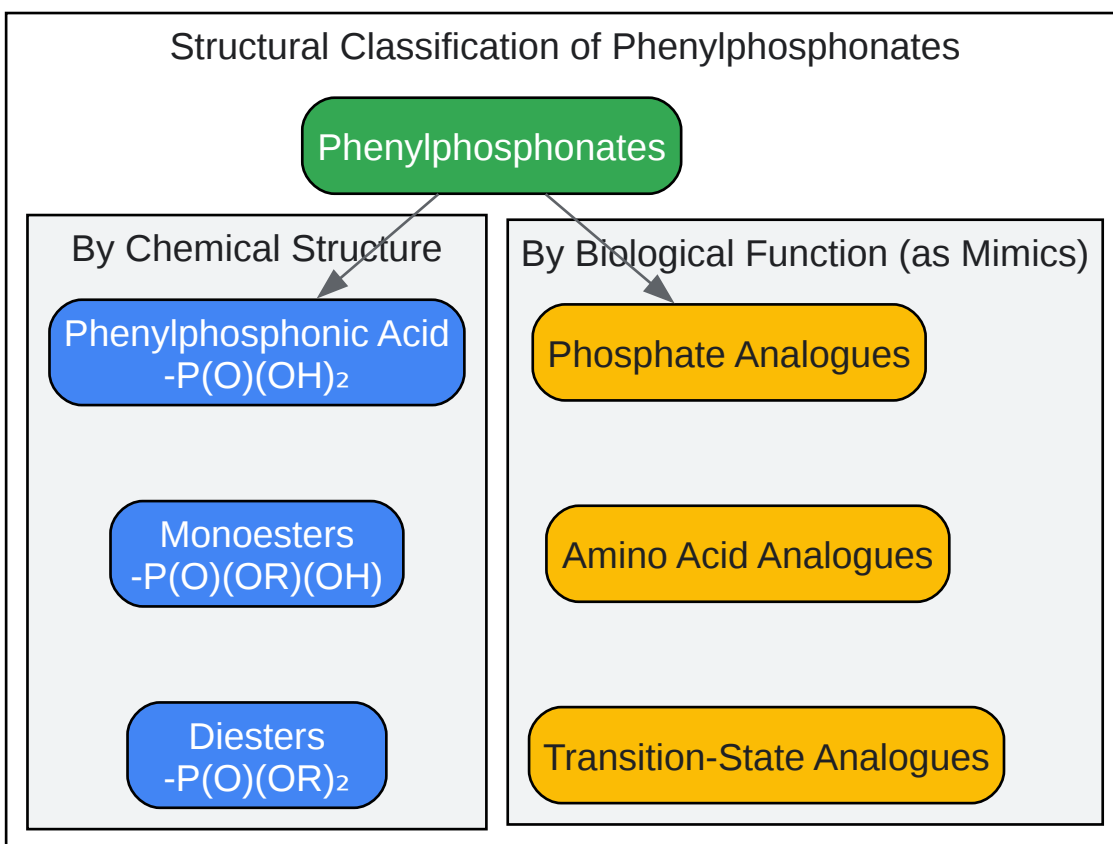 Structural Classification of Phenylphosphonates
Phenylphosphonates
By Chemical Structure
Phenylphosphonic Acid
-P(O)(OH)₂
Monoesters
-P(O)(OR)(OH)
Diesters
-P(O)(OR)₂
By Biological Function (as Mimics)
Phosphate Analogues
Amino Acid Analogues
Transition-State Analogues